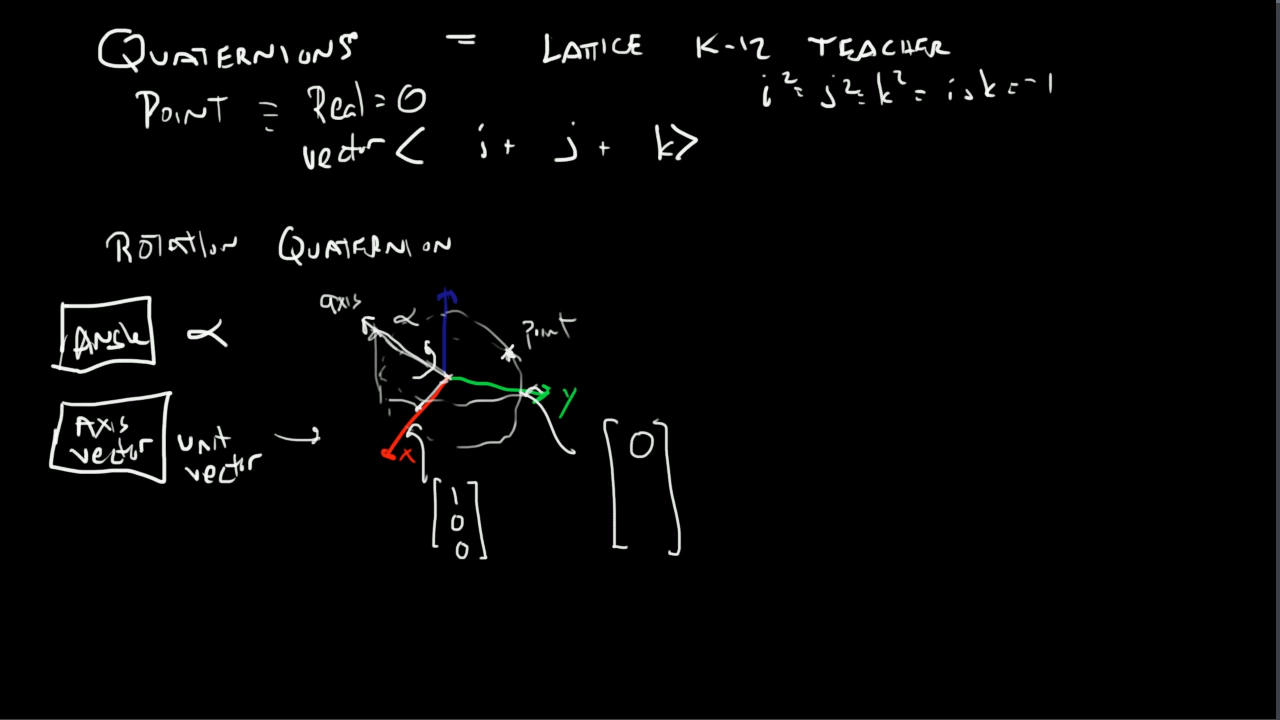 QUATERNIONS = LATTICE K-12 TEACHER
i² = j² = k² = ijk = -1
POINT = Real = 0
vector < i + j + k >
ROTATION QUATERNION
axis α
Point
Angle α
y
AXIS vector unit vector →
x
[ 0 ]
[ 1 0 0 ]